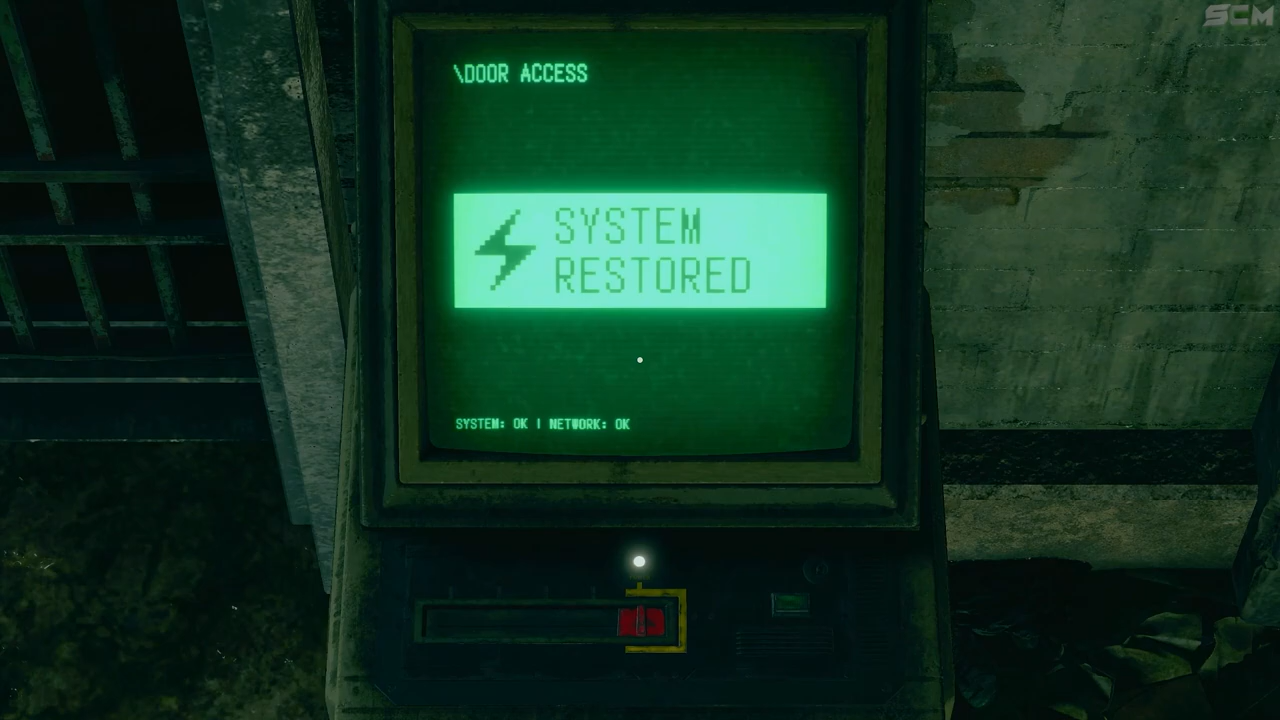 SCM
\DOOR ACCESS
SYSTEM
RESTORED
SYSTEM: OK | NETWORK: OK